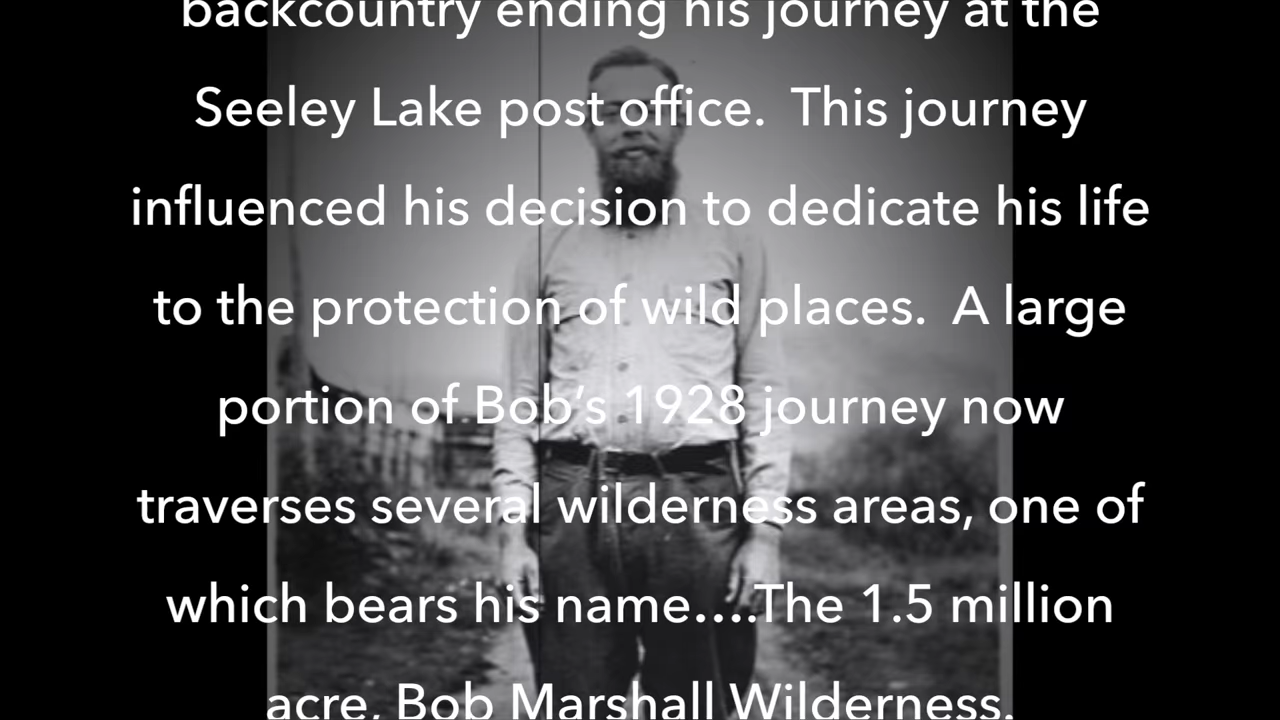 backcountry ending his journey at the
Seeley Lake post office.  This journey
influenced his decision to dedicate his life
to the protection of wild places.  A large
portion of Bob’s 1928 journey now
traverses several wilderness areas, one of
which bears his name….The 1.5 million
acre, Bob Marshall Wilderness.